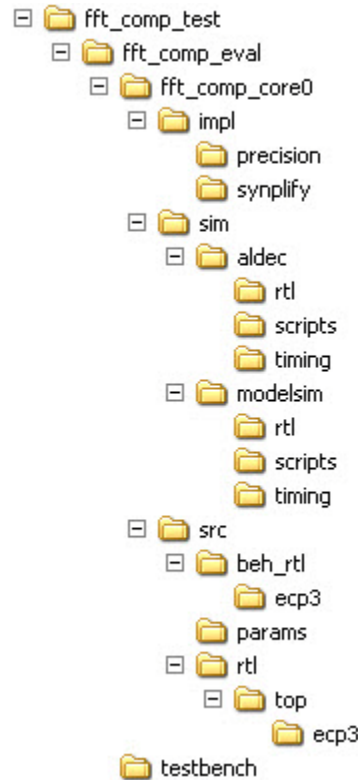 fft_comp_test
fft_comp_eval
fft_comp_core0
impl
precision
synplify
sim
aldec
rtl
scripts
timing
modelsim
rtl
scripts
timing
src
beh_rtl
ecp3
params
rtl
top
ecp3
testbench